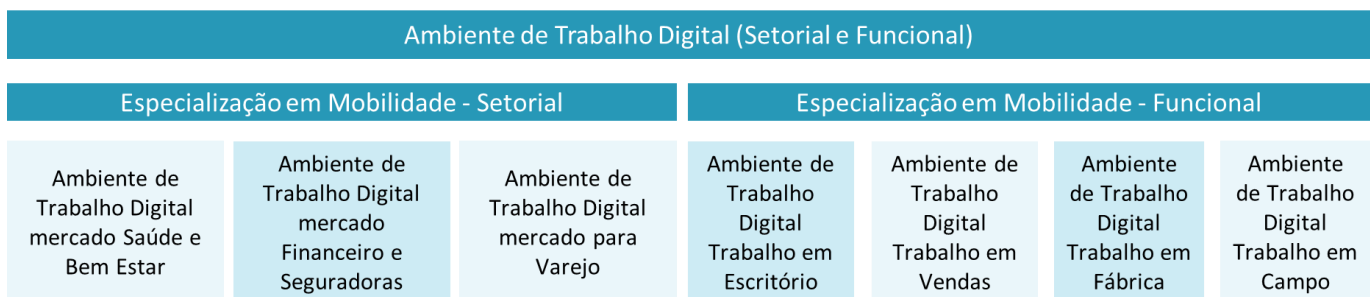 Ambiente de Trabalho Digital (Setorial e Funcional)
Especialização em Mobilidade - Setorial
Especialização em Mobilidade - Funcional
Ambiente de
Trabalho Digital
mercado Saúde e
Bem Estar
Ambiente de
Trabalho Digital
mercado
Financeiro e
Seguradoras
Ambiente de
Trabalho Digital
mercado para
Varejo
Ambiente de
Trabalho
Digital
Trabalho em
Escritório
Ambiente de
Trabalho
Digital
Trabalho em
Vendas
Ambiente
de Trabalho
Digital
Trabalho em
Fábrica
Ambiente
de Trabalho
Digital
Trabalho em
Campo